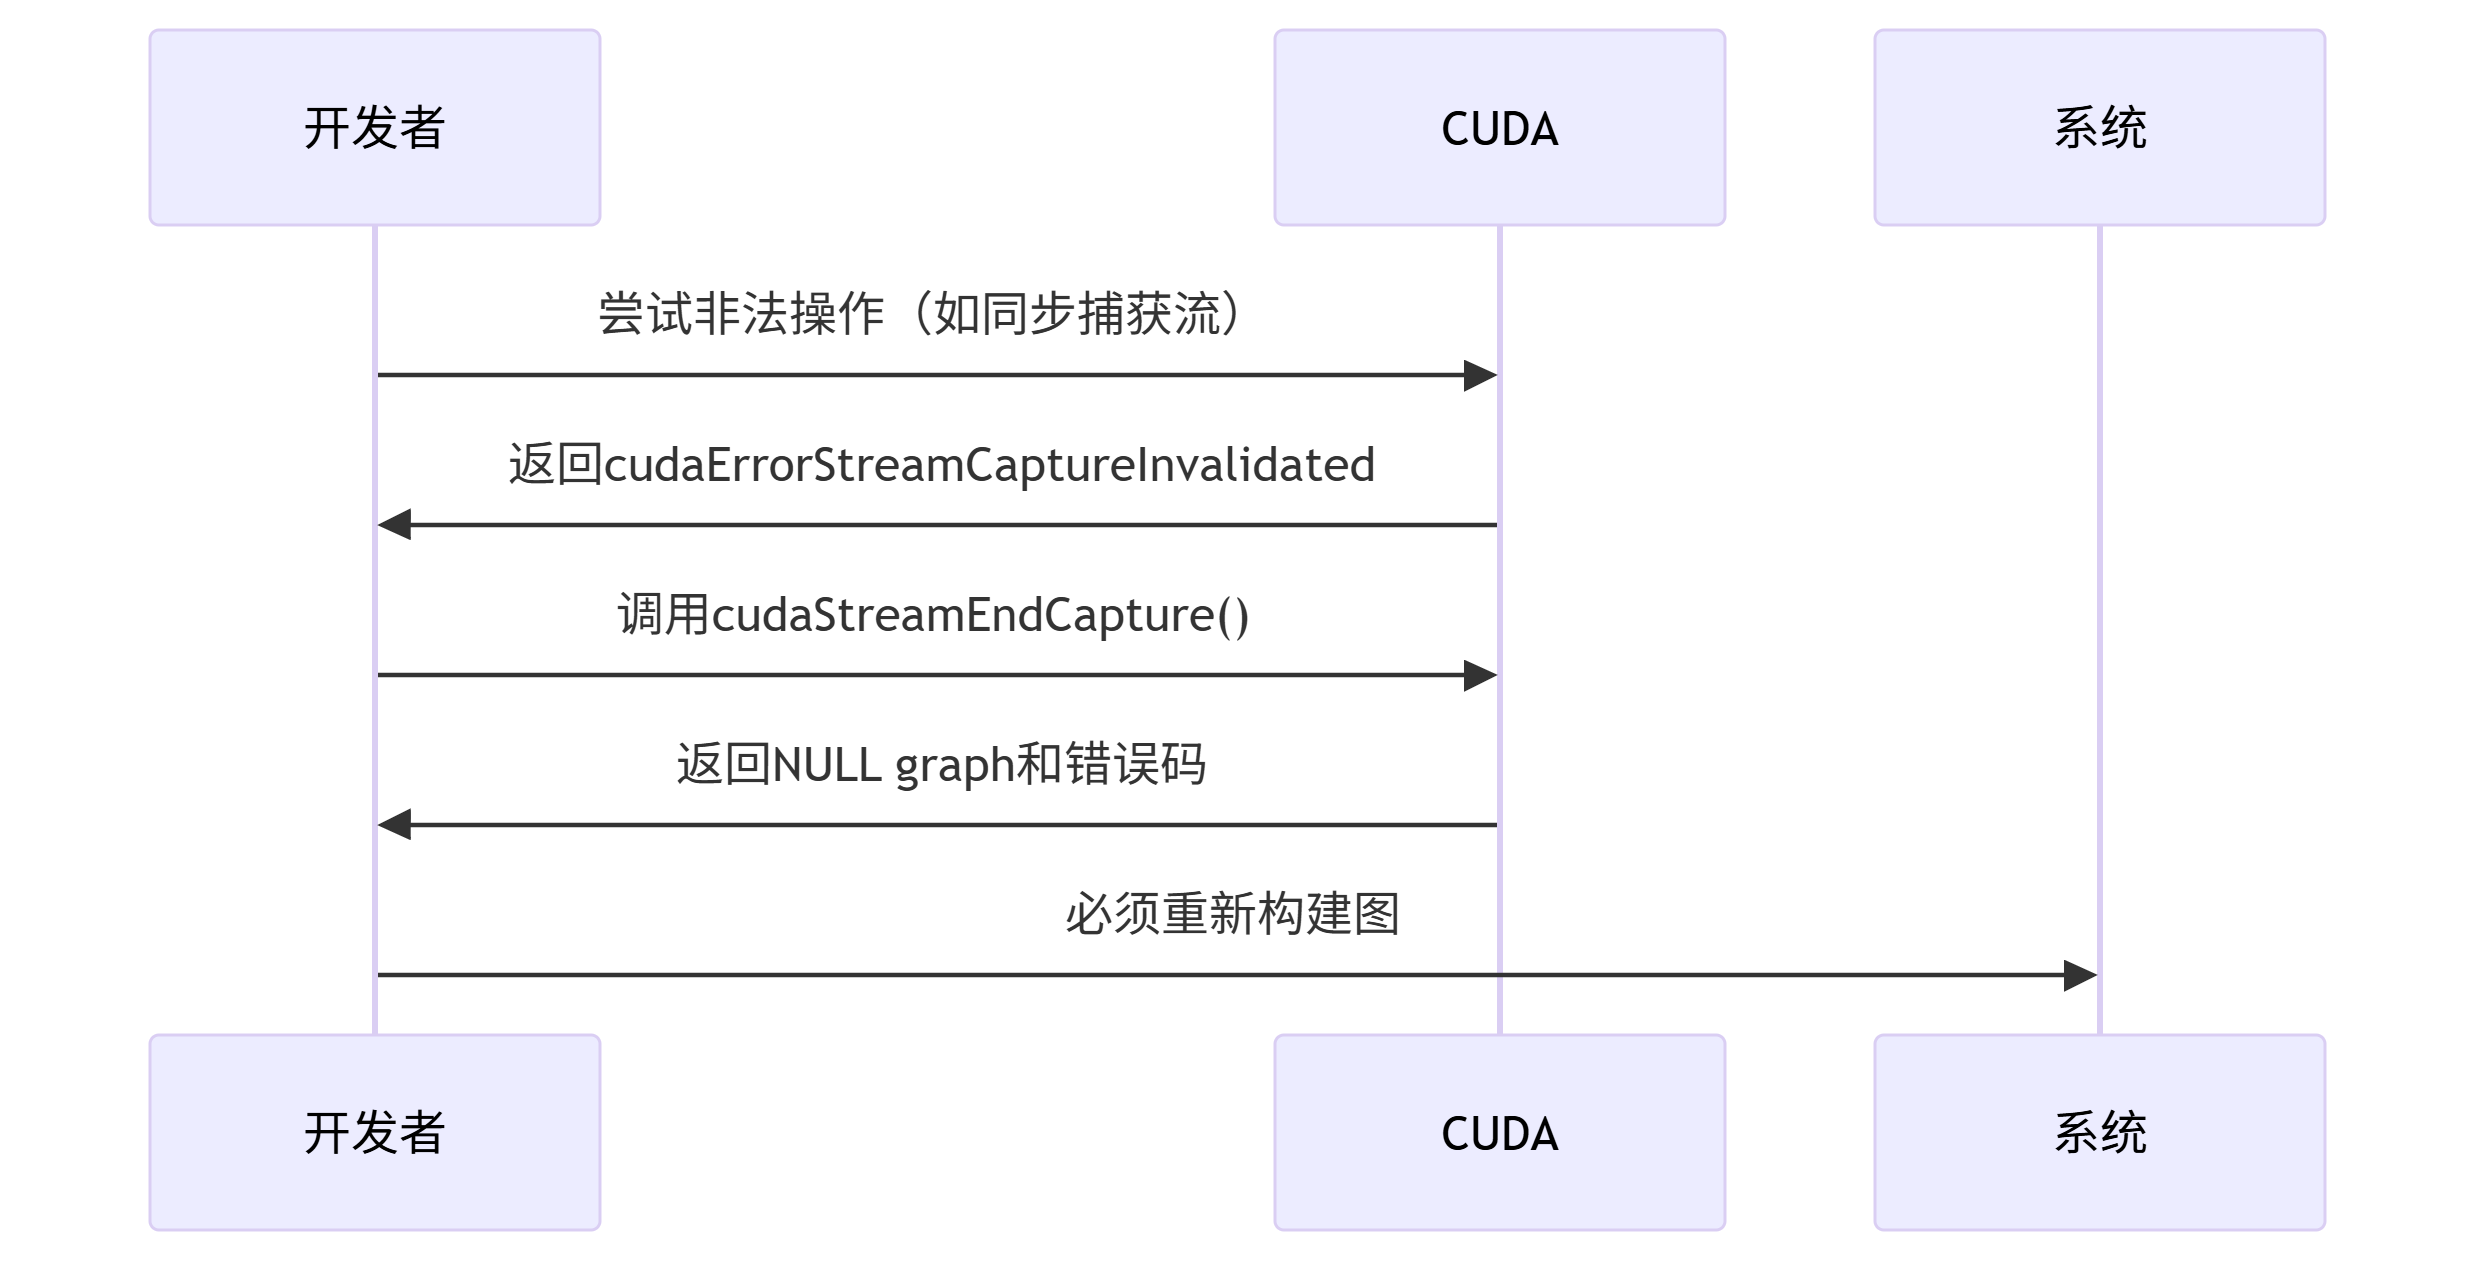 开发者
CUDA
系统
尝试非法操作（如同步捕获流）
返回cudaErrorStreamCaptureInvalidated
调用cudaStreamEndCapture()
返回NULL graph和错误码
必须重新构建图
开发者
CUDA
系统